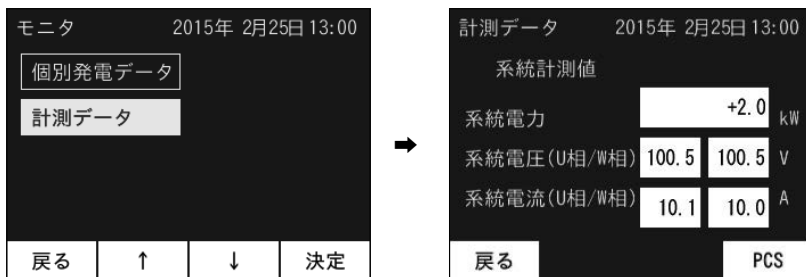 モニタ 2015年 2月25日 13:00
個別発電データ
計測データ
戻る ↑ ↓ 決定
➡
計測データ 2015年 2月25日 13:00
系統計測値
系統電力 +2.0 kW
系統電圧(U相/W相) 100.5 100.5 V
系統電流(U相/W相) 10.1 10.0 A
戻る PCS